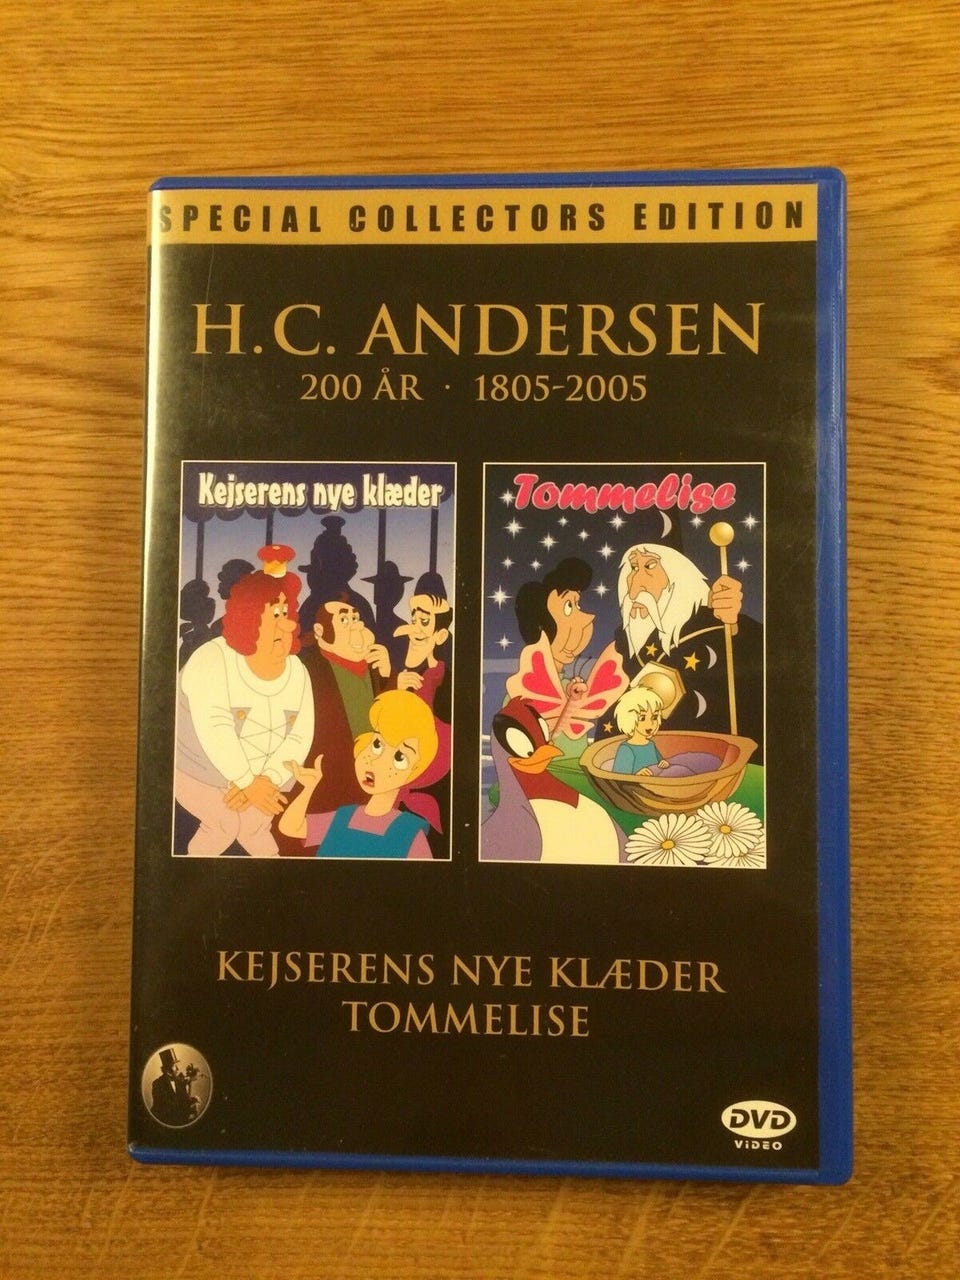 SPECIAL COLLECTORS EDITION
H.C. ANDERSEN
200 ÅR · 1805-2005
Kejserens nye klæder
Tommelise
KEJSERENS NYE KLÆDER
TOMMELISE
DVD
VIDEO